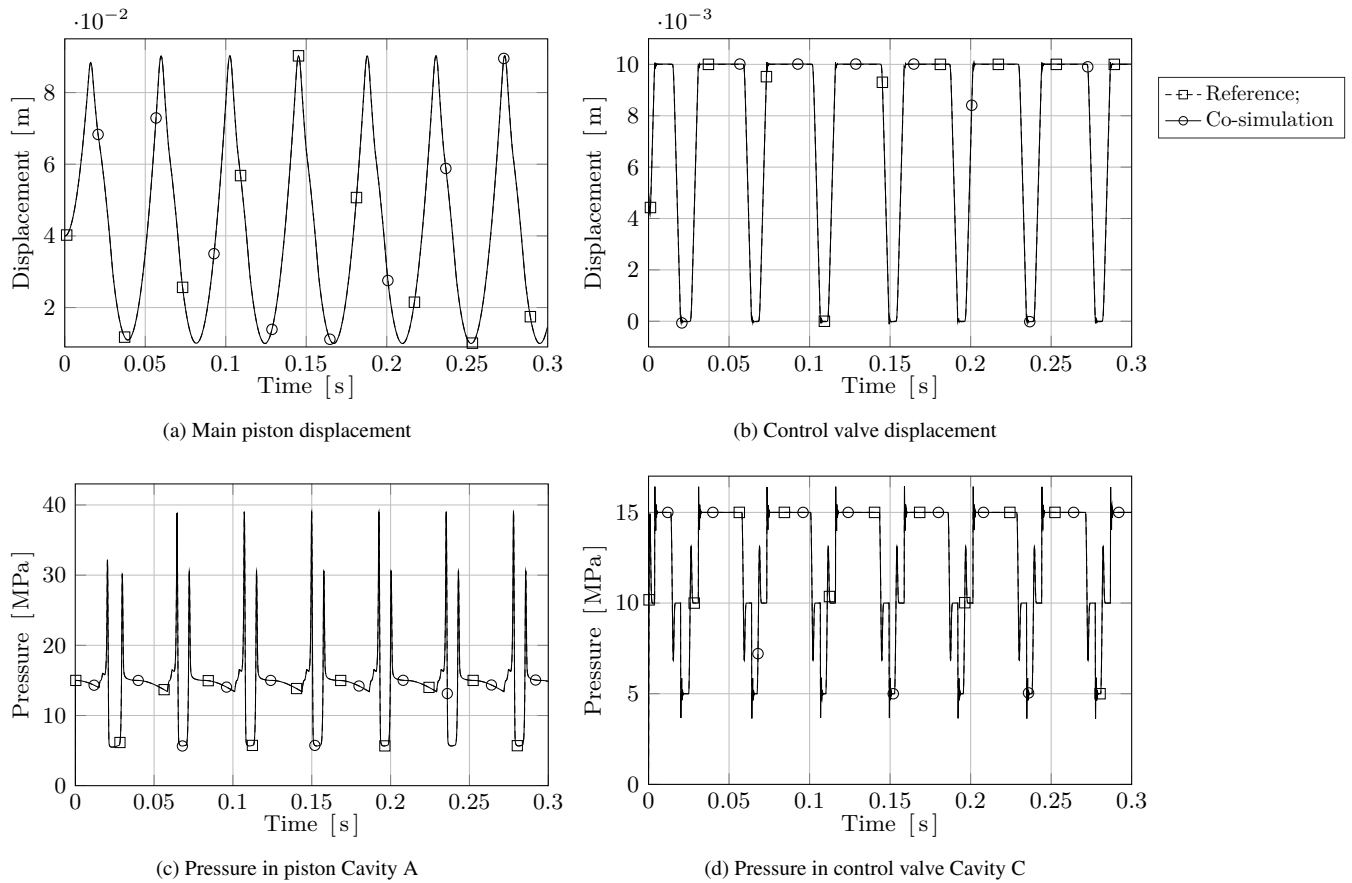 ·10−2
Displacement [m]
8
6
4
2
0 0.05 0.1 0.15 0.2 0.25 0.3
Time [s]
(a) Main piston displacement
·10−3
Displacement [m]
10
8
6
4
2
0
0 0.05 0.1 0.15 0.2 0.25 0.3
Time [s]
(b) Control valve displacement
Reference;
Co-simulation
Pressure [MPa]
40
30
20
10
0
0 0.05 0.1 0.15 0.2 0.25 0.3
Time [s]
(c) Pressure in piston Cavity A
Pressure [MPa]
15
10
5
0
0 0.05 0.1 0.15 0.2 0.25 0.3
Time [s]
(d) Pressure in control valve Cavity C